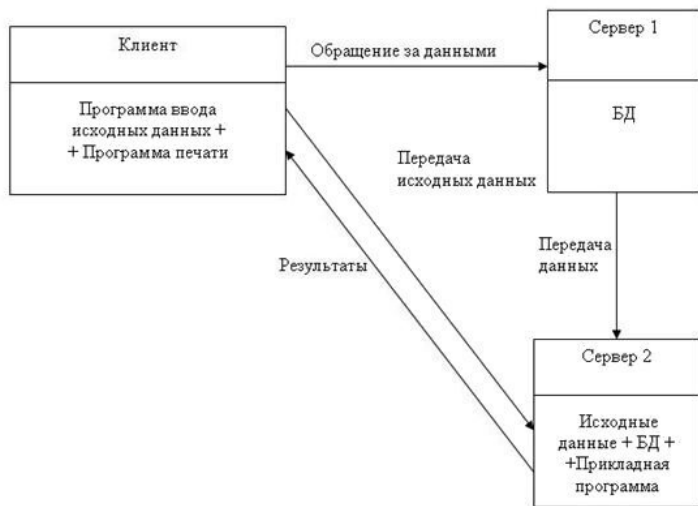 Клиент
Программа ввода
исходных данных +
+ Программа печати
Обращение за данными
Сервер 1
БД
Передача
исходных данных
Передача
данных
Результаты
Сервер 2
Исходные
данные + БД +
+Прикладная
программа